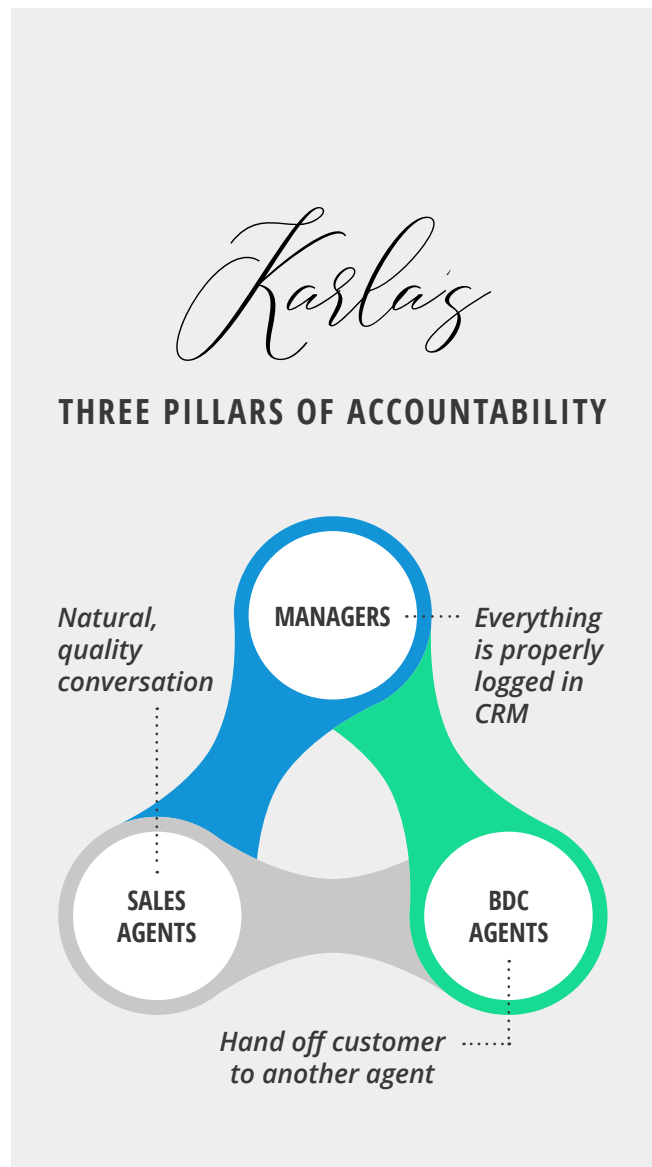 Karla's
THREE PILLARS OF ACCOUNTABILITY
MANAGERS
Natural,
quality
conversation
Everything
is properly
logged in
CRM
SALES
AGENTS
BDC
AGENTS
Hand off customer
to another agent